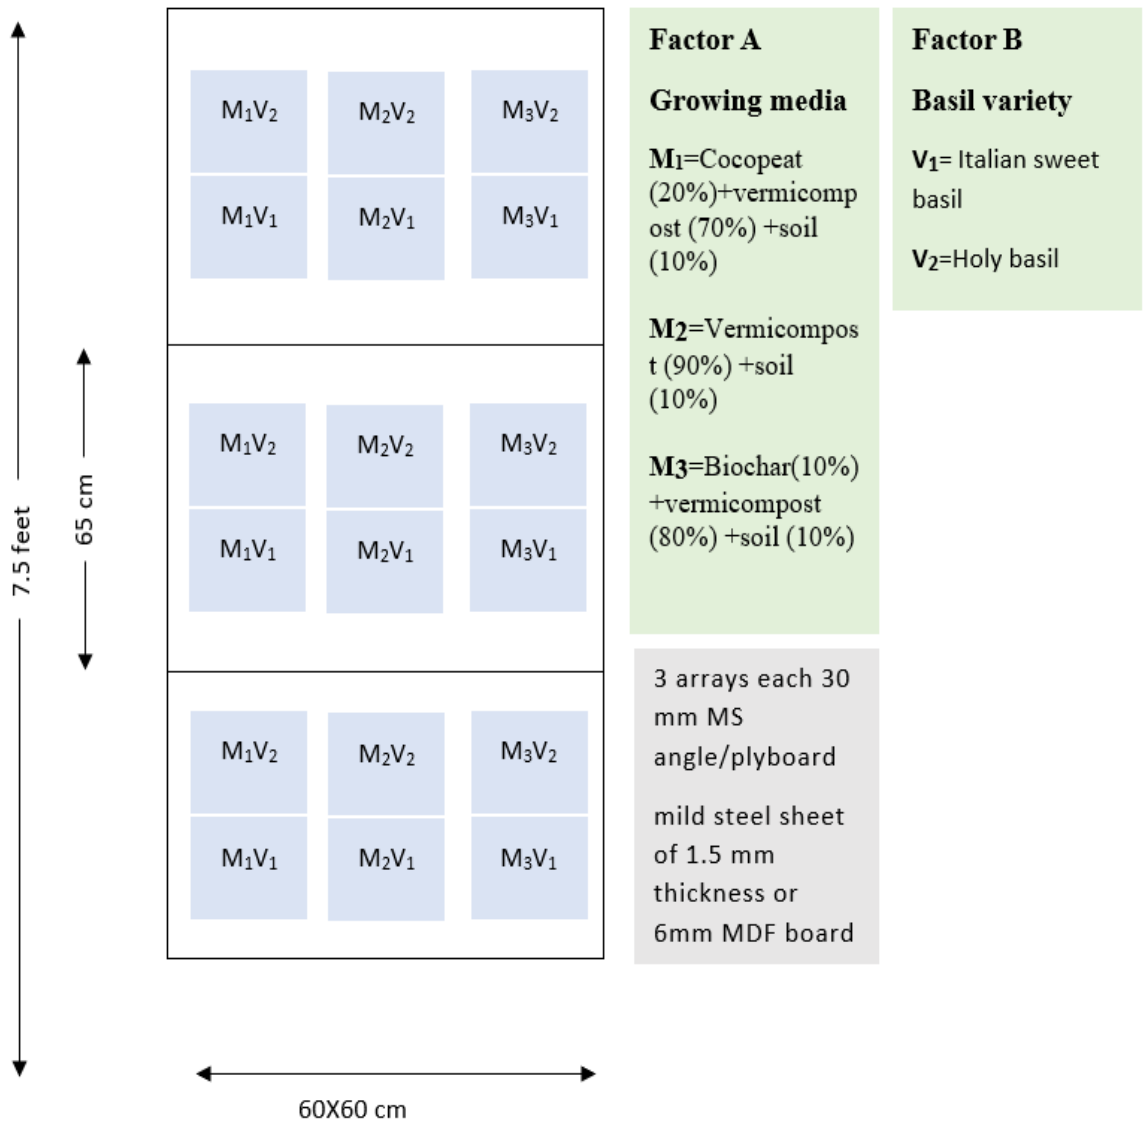 7.5 feet
65 cm
M₁V₂ M₂V₂ M₃V₂
M₁V₁ M₂V₁ M₃V₁
M₁V₂ M₂V₂ M₃V₂
M₁V₁ M₂V₁ M₃V₁
M₁V₂ M₂V₂ M₃V₂
M₁V₁ M₂V₁ M₃V₁
60X60 cm
Factor A
Growing media
M1=Cocopeat
(20%)+vermicomp
ost (70%) +soil
(10%)
M2=Vermicompos
t (90%) +soil
(10%)
M3=Biochar(10%)
+vermicompost
(80%) +soil (10%)
Factor B
Basil variety
V₁= Italian sweet
basil
V₂=Holy basil
3 arrays each 30
mm MS
angle/plyboard
mild steel sheet
of 1.5 mm
thickness or
6mm MDF board